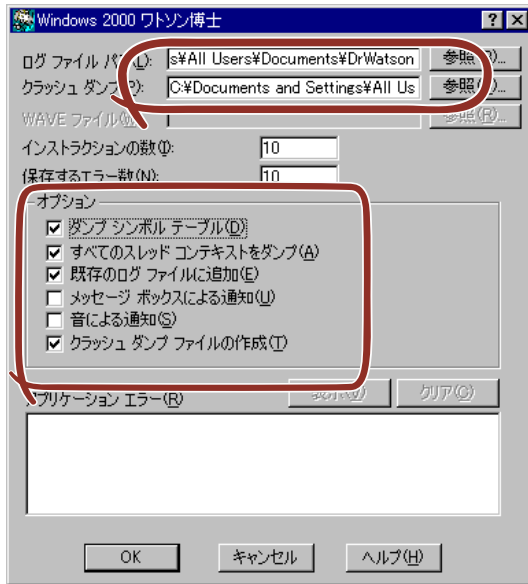 Windows 2000 ワトソン博士
ログ ファイル パス(L): s¥All Users¥Documents¥DrWatson 参照(O)...
クラッシュ ダンプ(P): C:¥Documents and Settings¥All Us 参照(R)...
WAVE ファイル(W): 参照(R)...
インストラクションの数(I): 10
保存するエラー数(N): 10
オプション
ダンプ シンボル テーブル(D)
すべてのスレッド コンテキストをダンプ(A)
既存のログ ファイルに追加(E)
メッセージ ボックスによる通知(U)
音による通知(S)
クラッシュ ダンプ ファイルの作成(T)
アプリケーション エラー(R) 表示(V) クリア(C)
OK キャンセル ヘルプ(H)